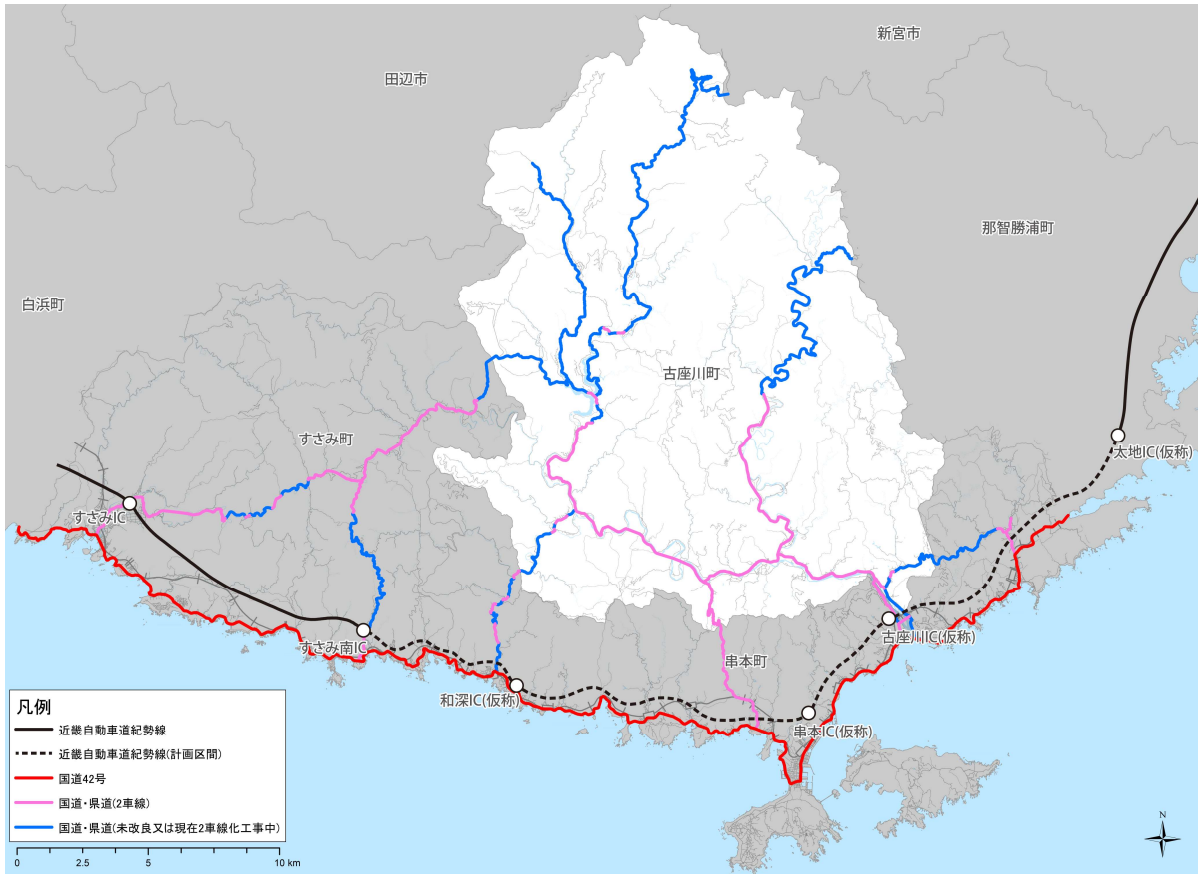 新宮市
田辺市
那智勝浦町
白浜町
古座川町
すさみ町
太地IC(仮称)
すさみIC
古座川IC(仮称)
すさみ南IC
串本町
和深IC(仮称)
串本IC(仮称)
凡例
近畿自動車道紀勢線
近畿自動車道紀勢線(計画区間)
国道42号
国道・県道(2車線)
国道・県道(未改良又は現在2車線化工事中)
0 2.5 5 10 km
N